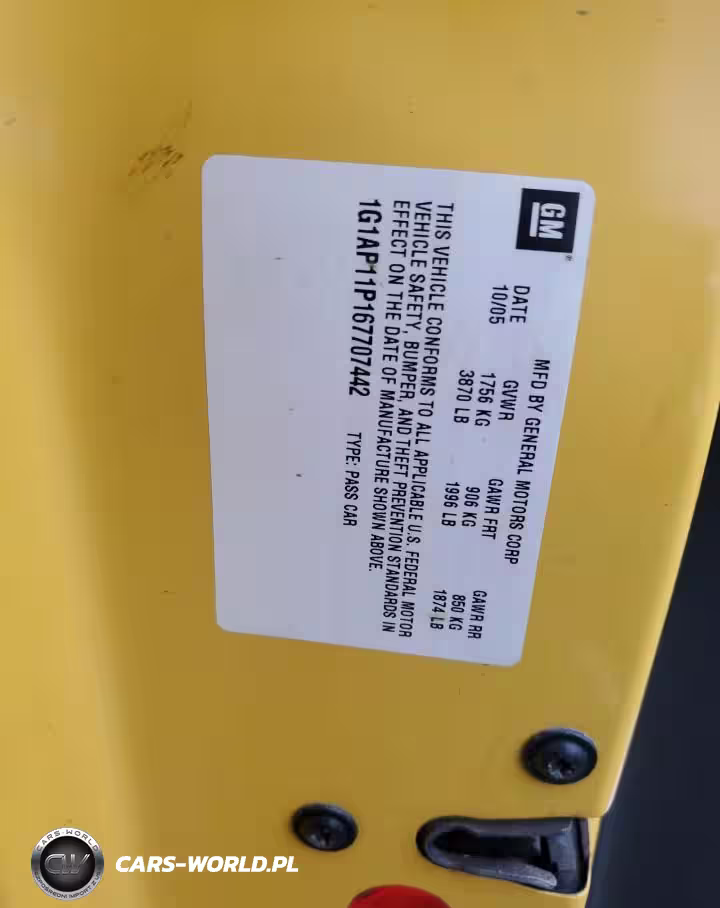 GM
MFD BY GENERAL MOTORS CORP
DATE GVWR GAWR FRT GAWR RR
10/05 1756 KG 906 KG 850 KG
3870 LB 1996 LB 1874 LB
THIS VEHICLE CONFORMS TO ALL APPLICABLE U.S. FEDERAL MOTOR
VEHICLE SAFETY, BUMPER, AND THEFT PREVENTION STANDARDS IN
EFFECT ON THE DATE OF MANUFACTURE SHOWN ABOVE.
1G1AP11P167707442 TYPE: PASS CAR
CARS-WORLD
CW
CARS-WORLD.PL